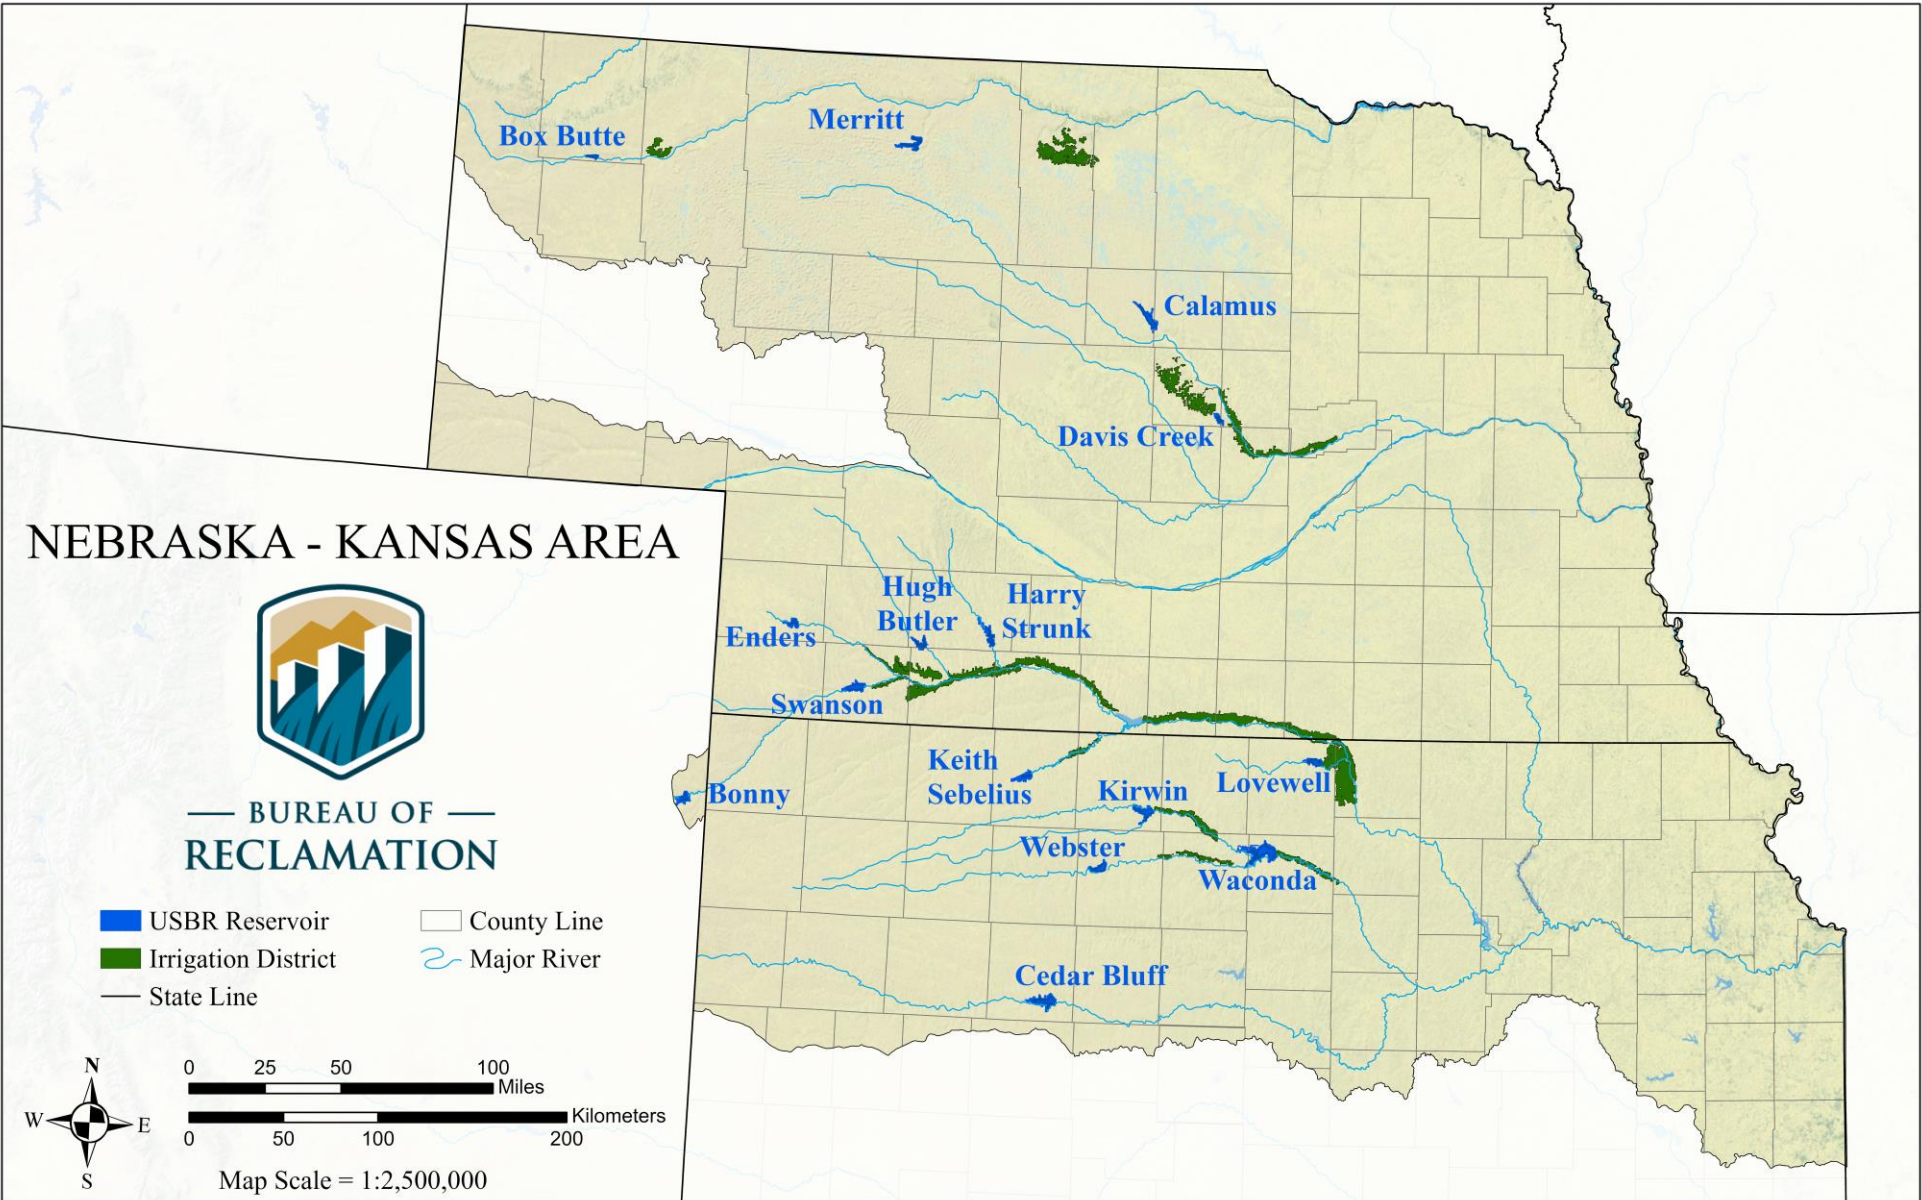 Box Butte
Merritt
Calamus
Davis Creek
NEBRASKA - KANSAS AREA
Hugh
Butler
Harry
Strunk
Enders
Swanson
Keith
Sebelius
Bonny
Kirwin
Lovewell
Webster
Waconda
Cedar Bluff
BUREAU OF
RECLAMATION
USBR Reservoir
County Line
Irrigation District
Major River
State Line
N
W
E
S
0 25 50 100
Miles
Kilometers
0 50 100 200
Map Scale = 1:2,500,000